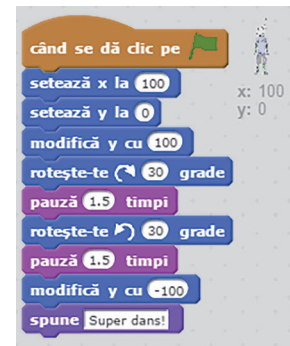 când se dă clic pe
setează x la 100
setează y la 0
modifică y cu 100
rotește-te 30 grade
pauză 1.5 timpi
rotește-te 30 grade
pauză 1.5 timpi
modifică y cu -100
spune Super dans!
x: 100
y: 0